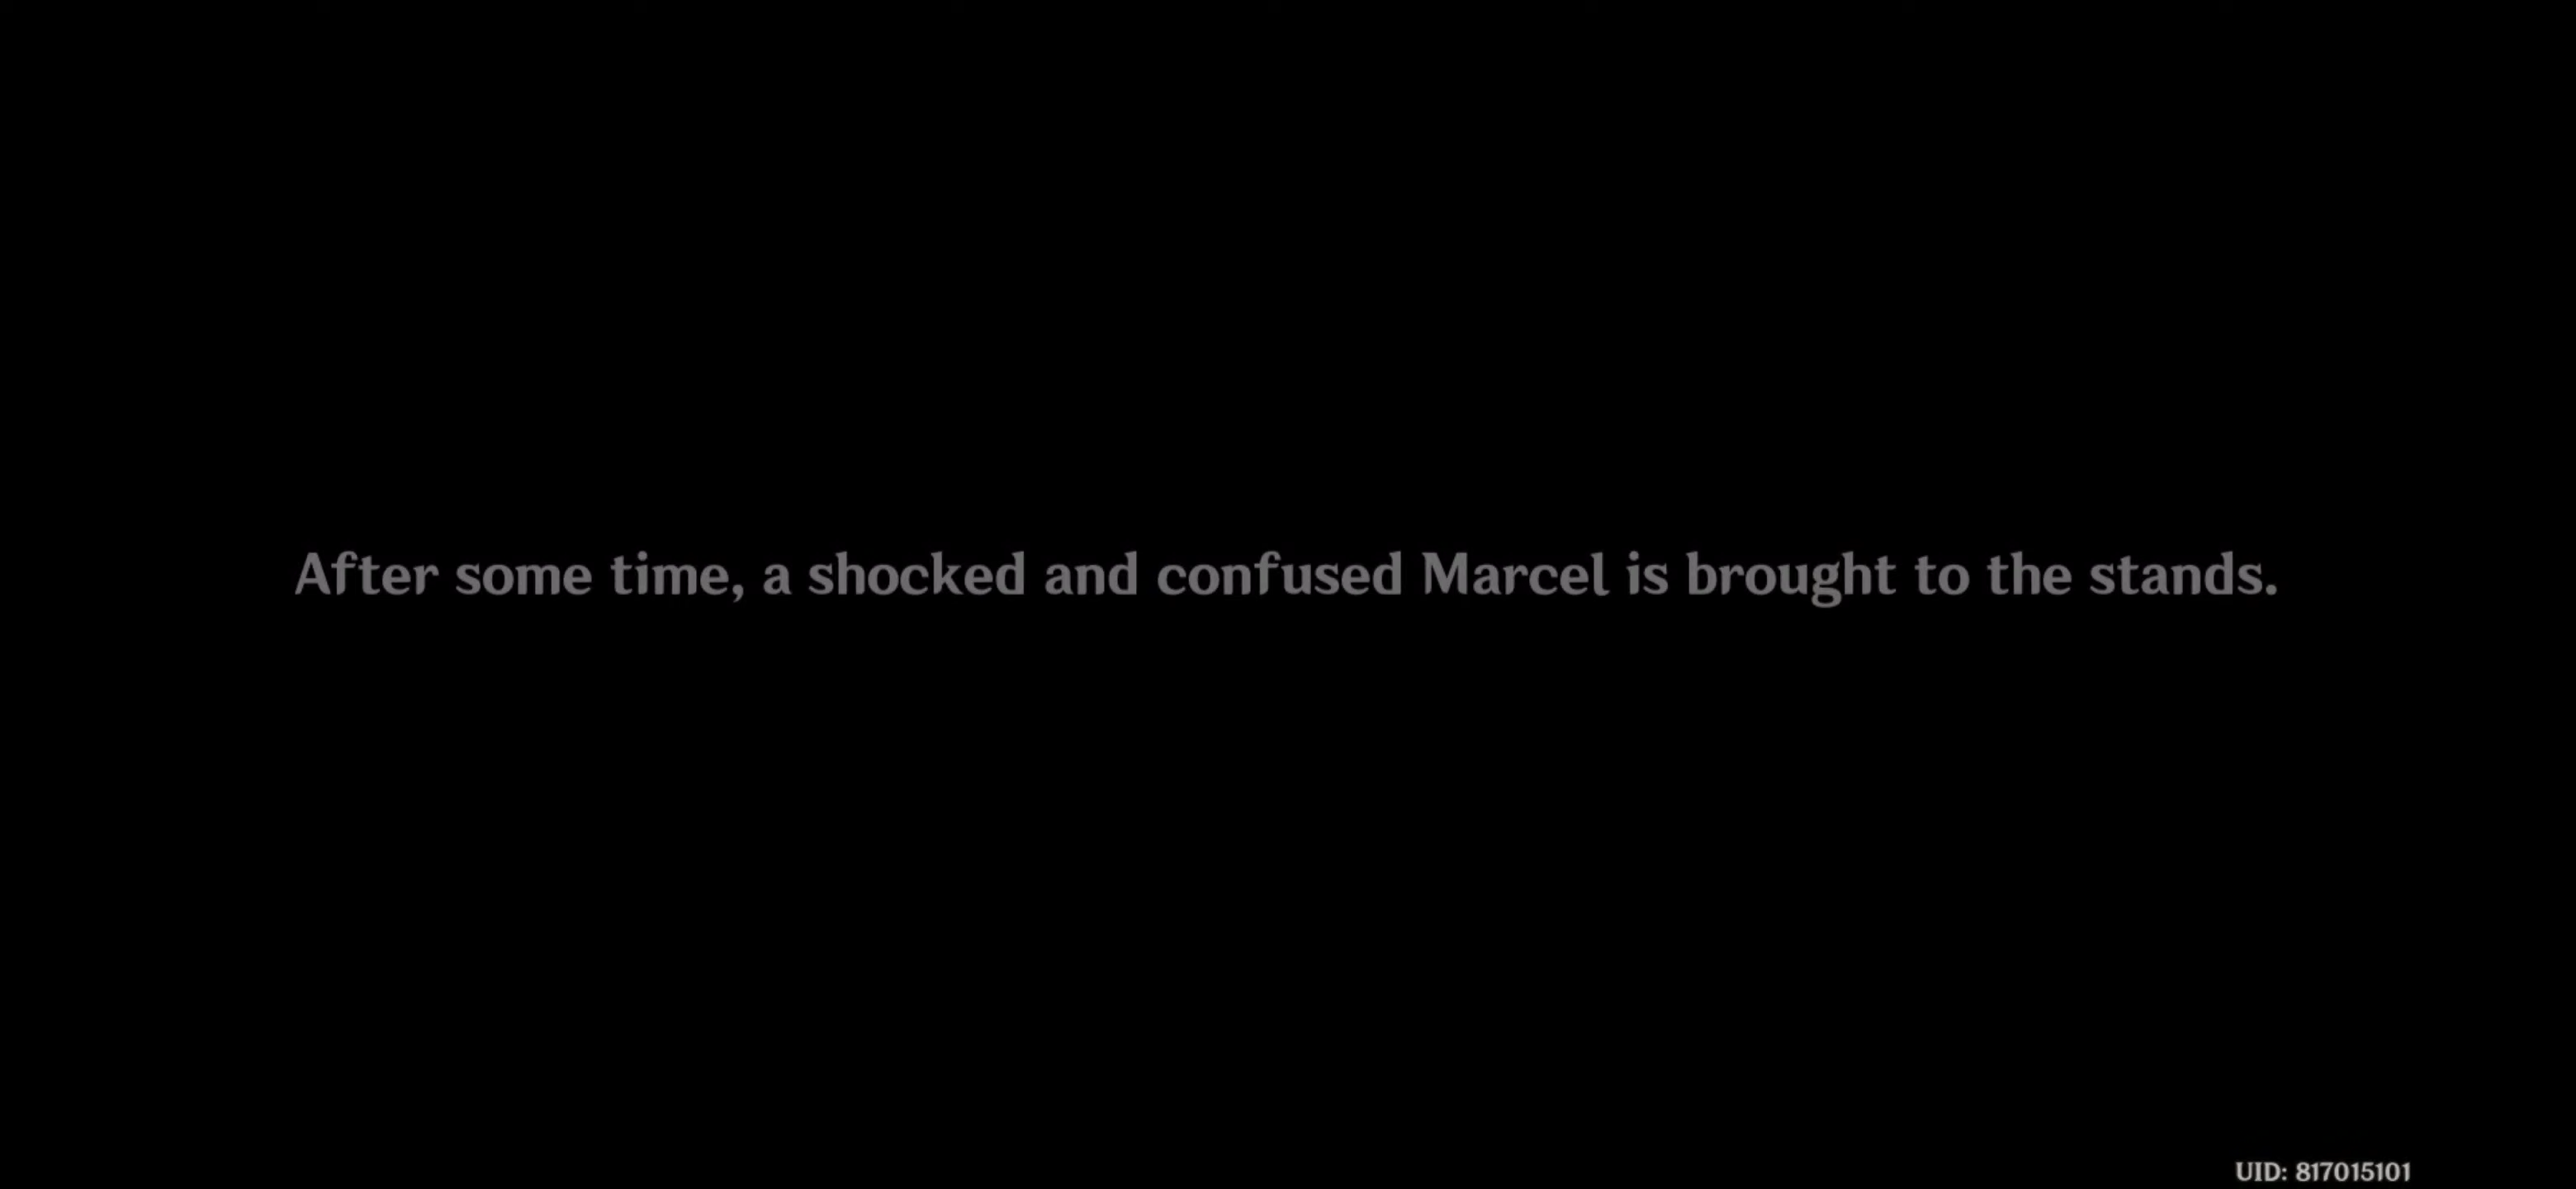 After some time, a shocked and confused Marcel is brought to the stands.
UID: 817015101